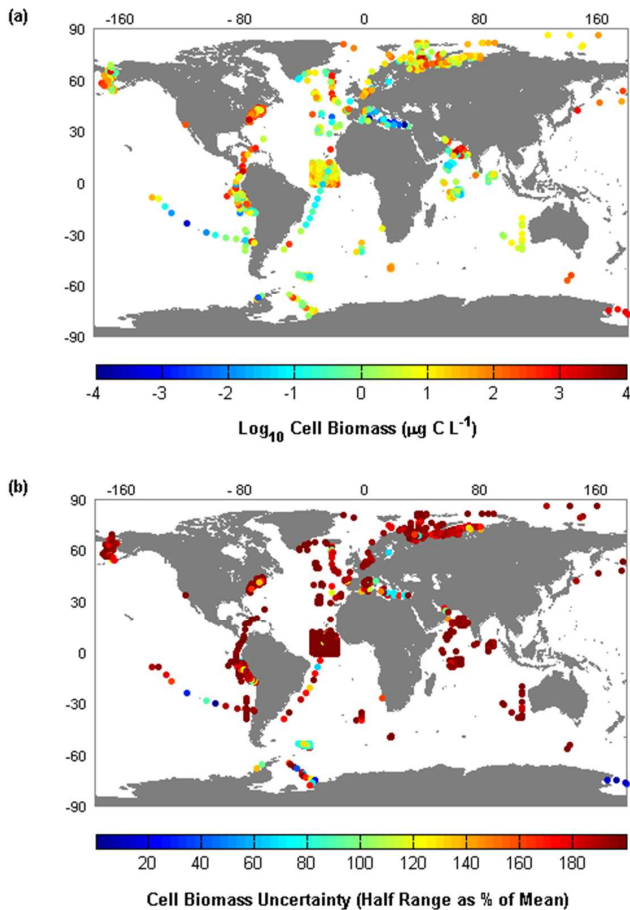 (a)
-160 -80 0 80 160
90
60
30
0
-30
-60
-90
-4 -3 -2 -1 0 1 2 3 4
Log10 Cell Biomass (μg C L-1)
(b)
-160 -80 0 80 160
90
60
30
0
-30
-60
-90
20 40 60 80 100 120 140 160 180
Cell Biomass Uncertainty (Half Range as % of Mean)